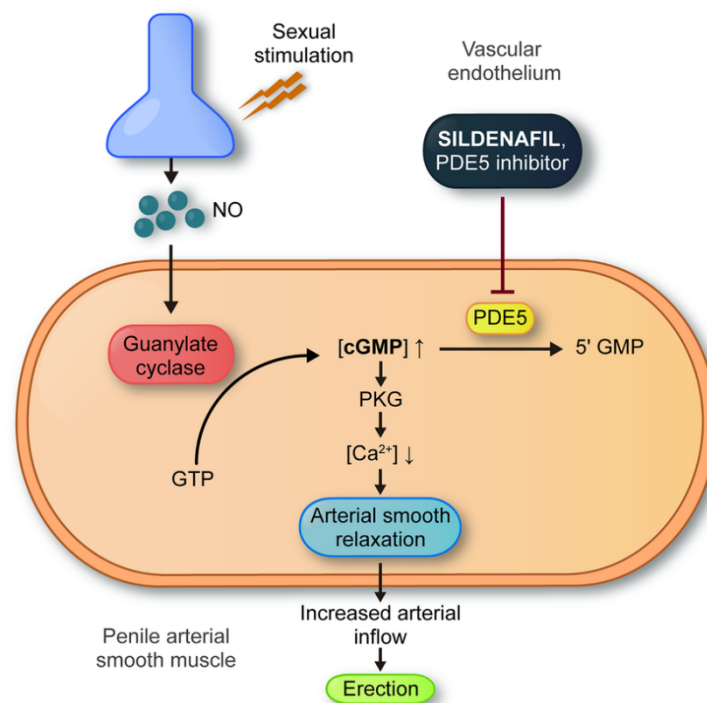 Sexual
stimulation
Vascular
endothelium
SILDENAFIL,
PDE5 inhibitor
NO
PDE5
Guanylate
cyclase
[cGMP] ↑
5' GMP
PKG
[Ca²⁺] ↓
GTP
Arterial smooth
relaxation
Increased arterial
inflow
Penile arterial
smooth muscle
Erection